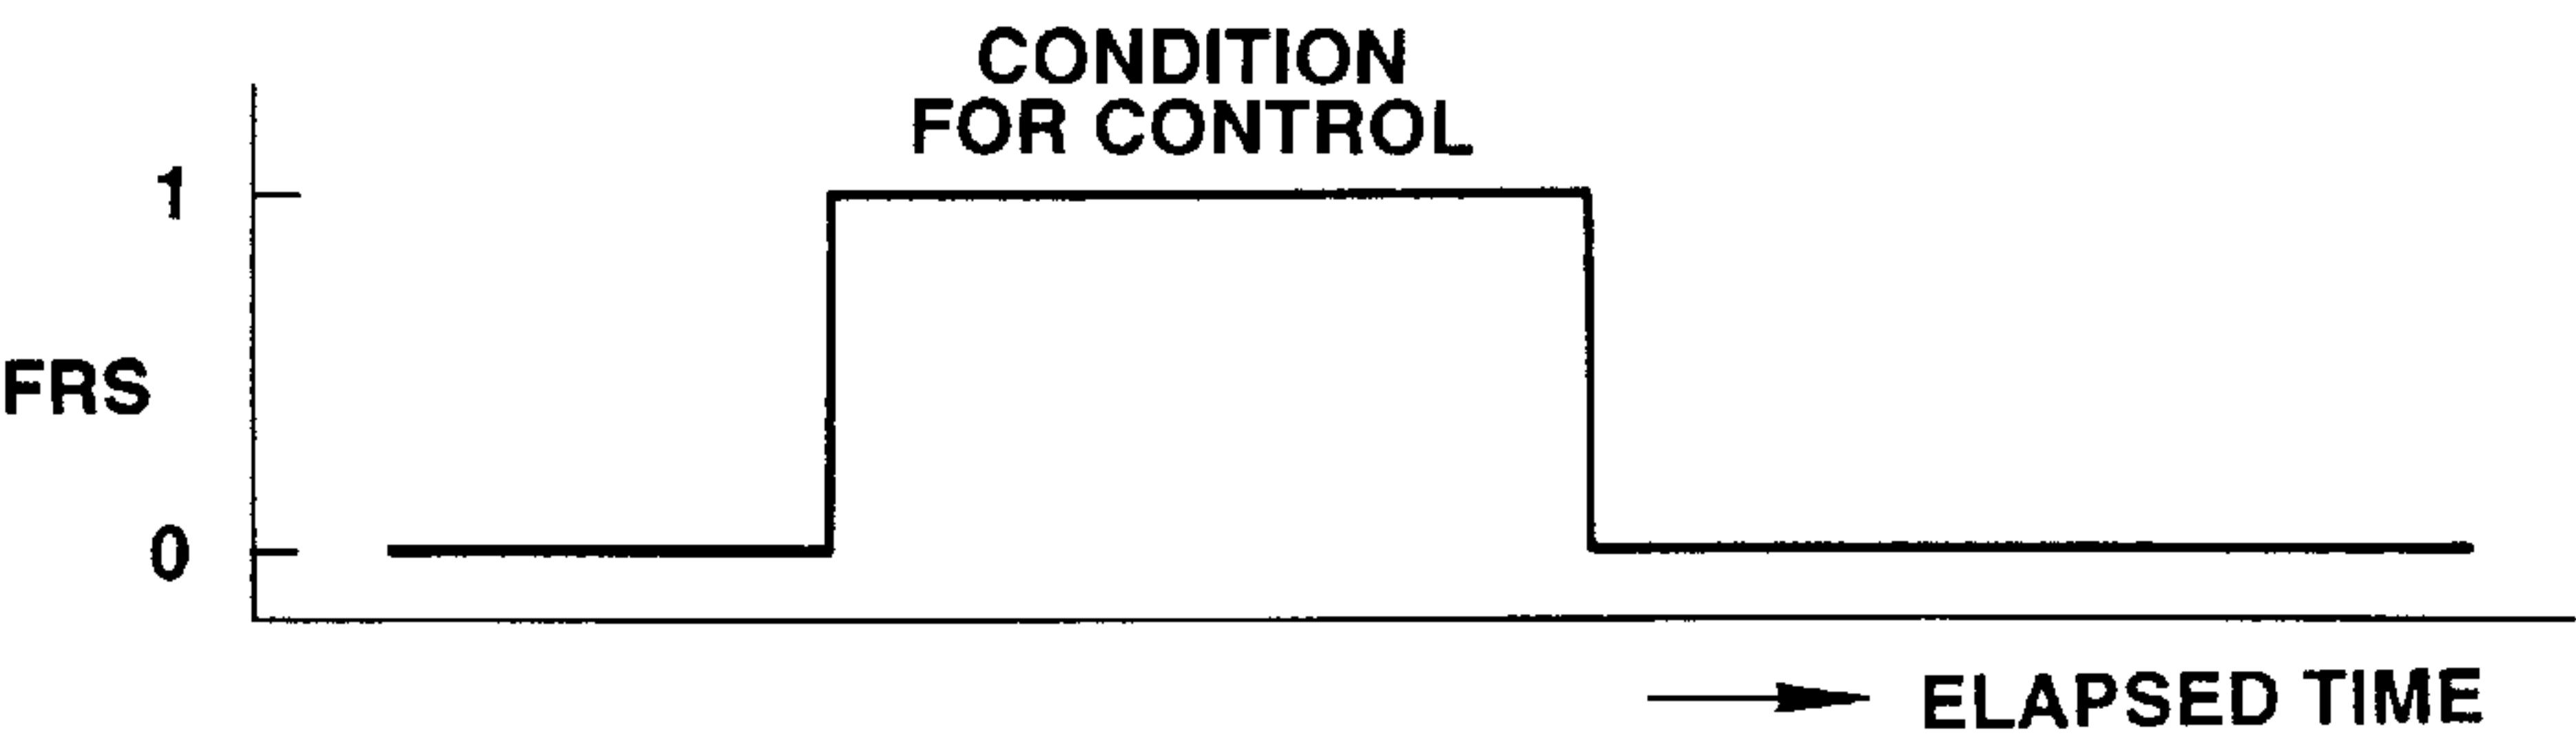 CONDITION
FOR CONTROL
1
FRS
0
ELAPSED TIME